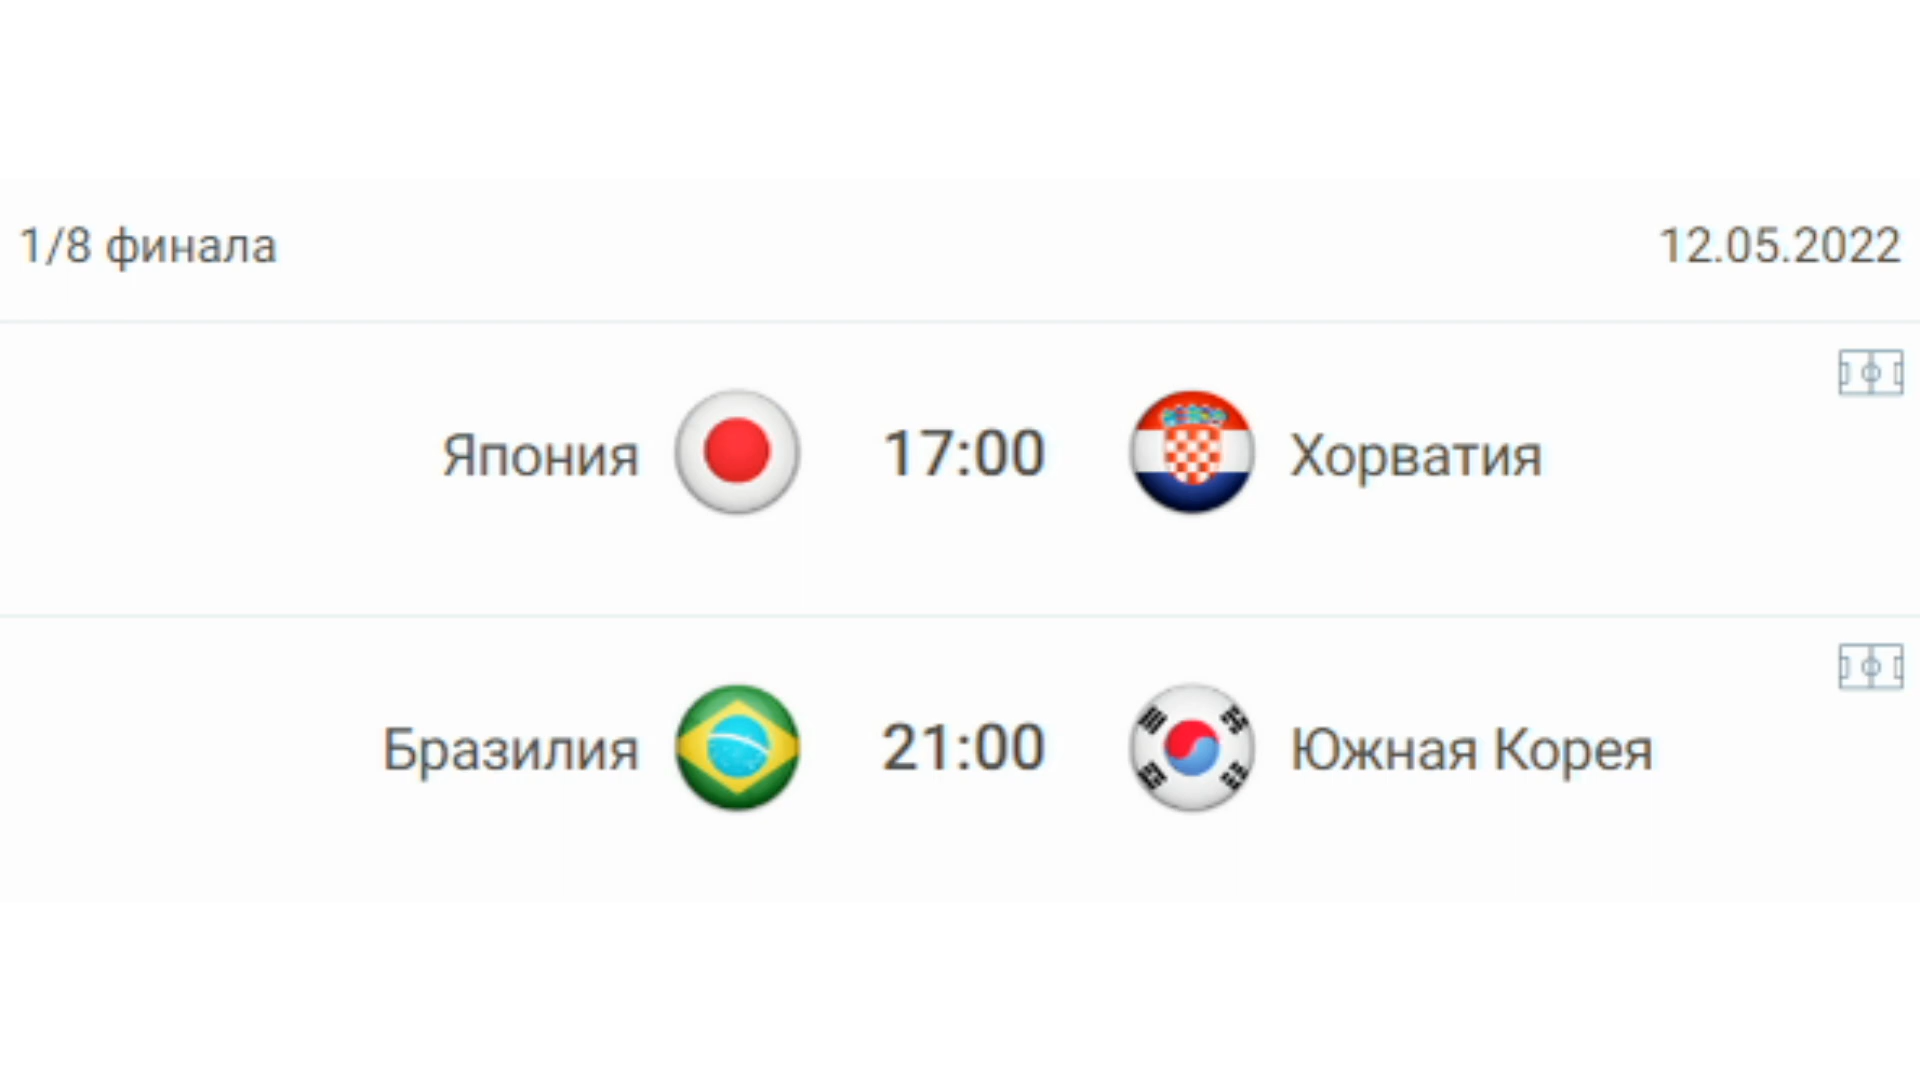 1/8 финала 12.05.2022
Япония 17:00 Хорватия
Бразилия 21:00 Южная Корея